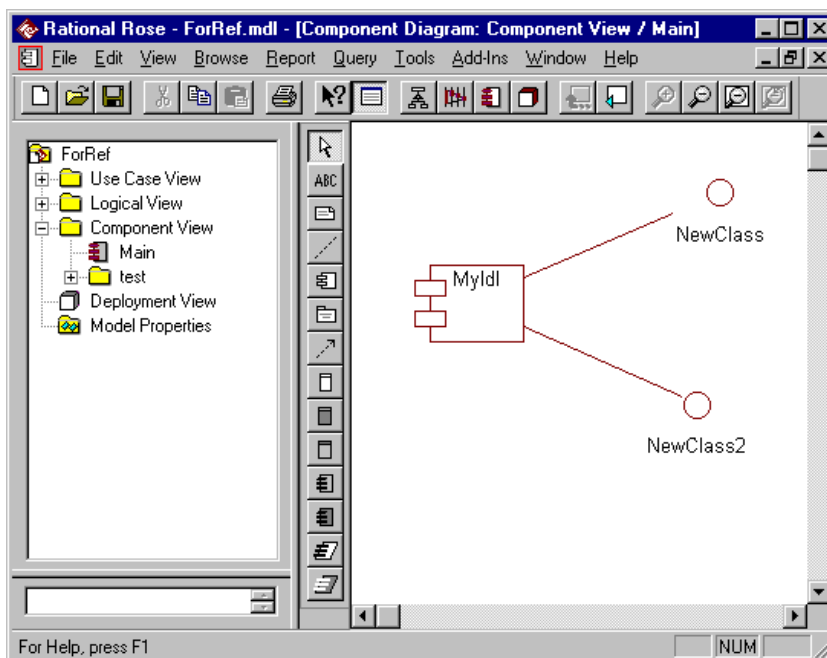 Rational Rose - ForRef.mdl - [Component Diagram: Component View / Main]
File Edit View Browse Report Query Tools Add-Ins Window Help
ForRef
Use Case View
Logical View
Component View
Main
test
Deployment View
Model Properties
ABC
NewClass
MyIdl
NewClass2
For Help, press F1
NUM